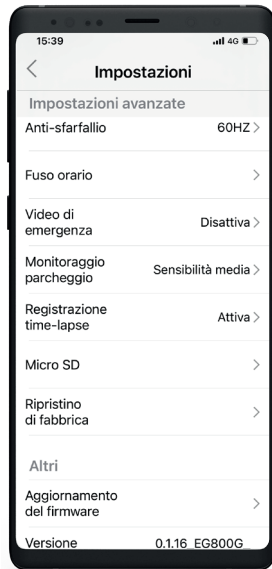 15:39 4G
Impostazioni
Impostazioni avanzate
Anti-sfarfallio 60HZ
Fuso orario
Video di
emergenza Disattiva
Monitoraggio
parcheggio Sensibilità media
Registrazione
time-lapse Attiva
Micro SD
Ripristino
di fabbrica
Altri
Aggiornamento
del firmware
Versione 0.1.16_EG800G_